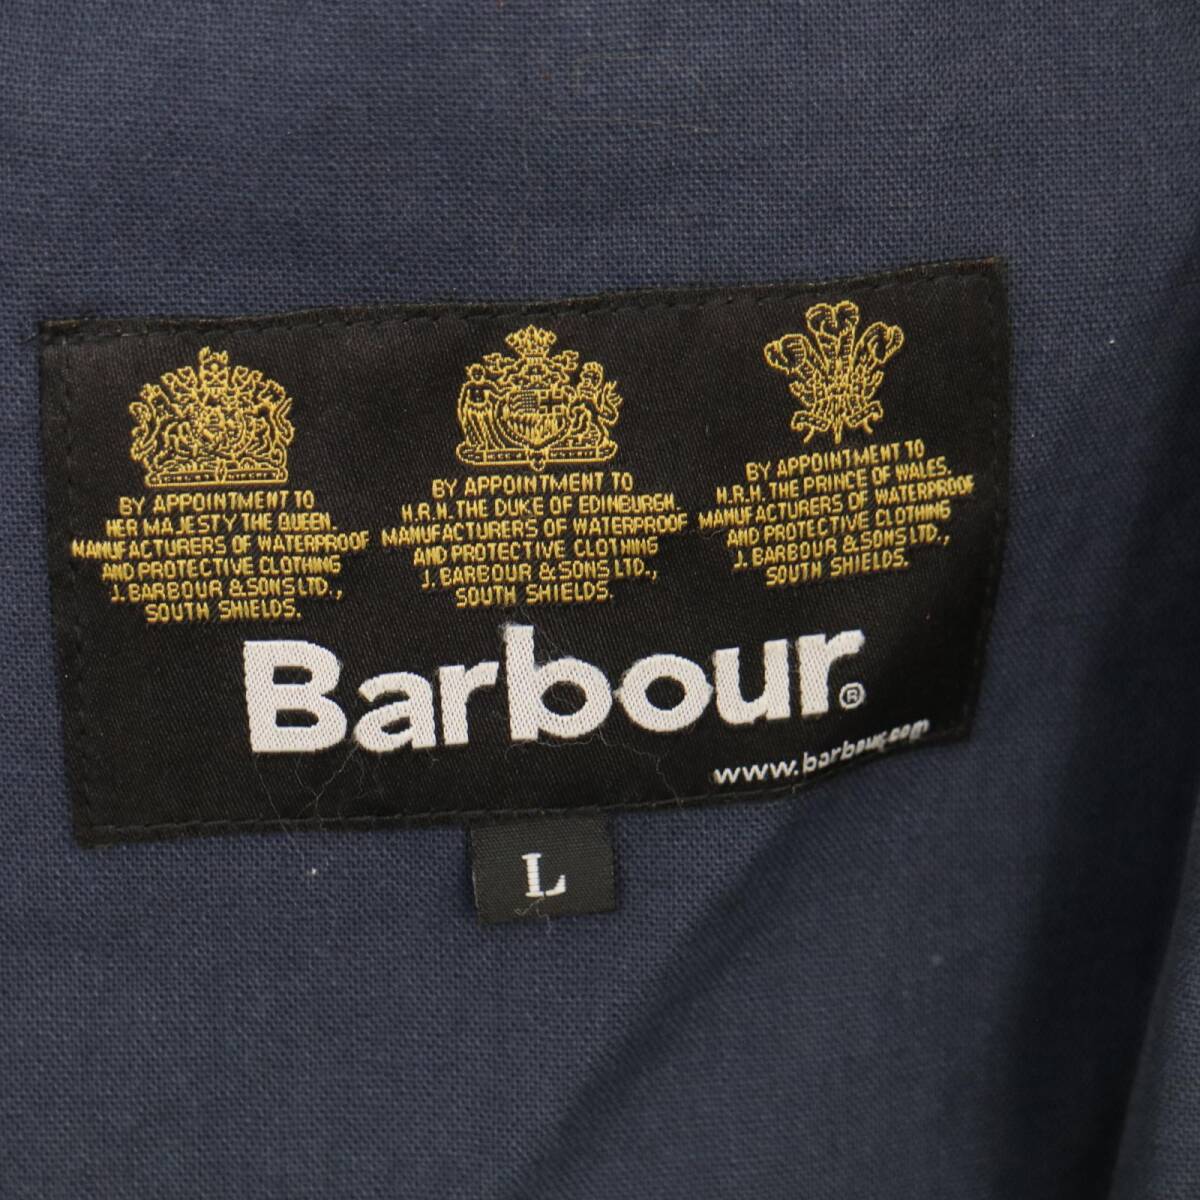 BY APPOINTMENT TO
HER MAJESTY THE QUEEN.
MANUFACTURERS OF WATERPROOF
AND PROTECTIVE CLOTHING
J. BARBOUR & SONS LTD.,
SOUTH SHIELDS.
BY APPOINTMENT TO
H.R.H. THE DUKE OF EDINBURGH.
MANUFACTURERS OF WATERPROOF
AND PROTECTIVE CLOTHING
J. BARBOUR & SONS LTD.,
SOUTH SHIELDS.
BY APPOINTMENT TO
H.R.H. THE PRINCE OF WALES.
MANUFACTURERS OF WATERPROOF
AND PROTECTIVE CLOTHING
J. BARBOUR & SONS LTD.,
SOUTH SHIELDS.
Barbour®
www.barbour.com
L